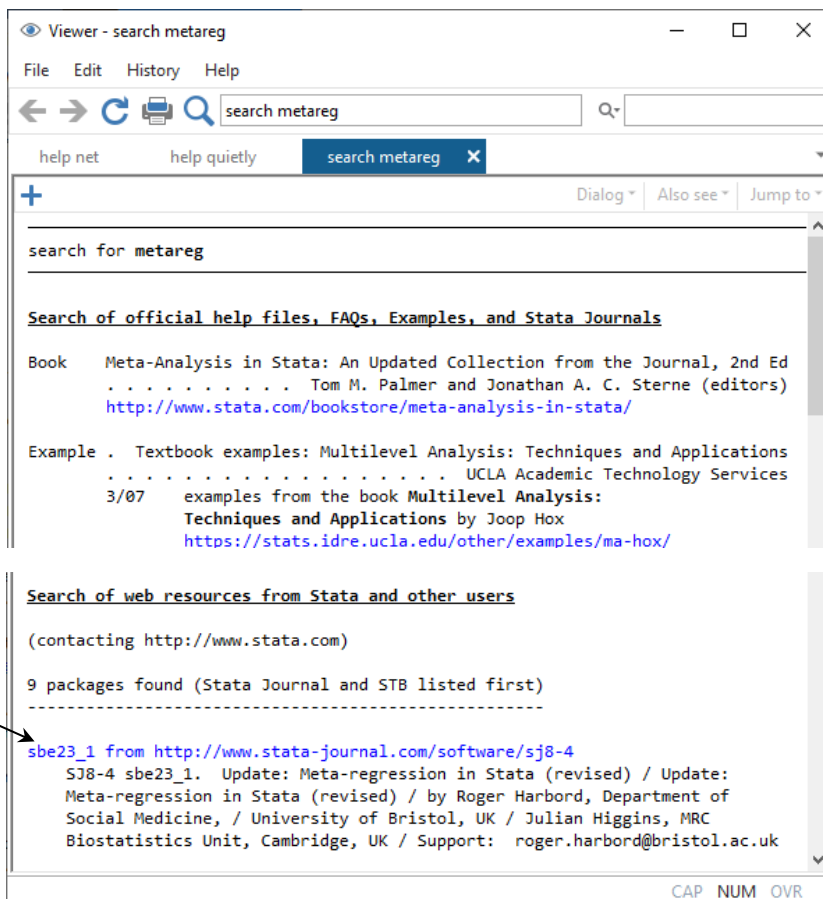 Viewer - search metareg
File Edit History Help
search metareg
help net help quietly search metareg
Dialog Also see Jump to
search for metareg
Search of official help files, FAQs, Examples, and Stata Journals
Book Meta-Analysis in Stata: An Updated Collection from the Journal, 2nd Ed
. . . . . . . . . . Tom M. Palmer and Jonathan A. C. Sterne (editors)
http://www.stata.com/bookstore/meta-analysis-in-stata/
Example . Textbook examples: Multilevel Analysis: Techniques and Applications
. . . . . . . . . . . . . . . . . . UCLA Academic Technology Services
3/07 examples from the book Multilevel Analysis:
Techniques and Applications by Joop Hox
https://stats.idre.ucla.edu/other/examples/ma-hox/
Search of web resources from Stata and other users
(contacting http://www.stata.com)
9 packages found (Stata Journal and STB listed first)
-----------------------------------------------------
sbe23_1 from http://www.stata-journal.com/software/sj8-4
SJ8-4 sbe23_1. Update: Meta-regression in Stata (revised) / Update:
Meta-regression in Stata (revised) / by Roger Harbord, Department of
Social Medicine, / University of Bristol, UK / Julian Higgins, MRC
Biostatistics Unit, Cambridge, UK / Support: roger.harbord@bristol.ac.uk
CAP NUM OVR